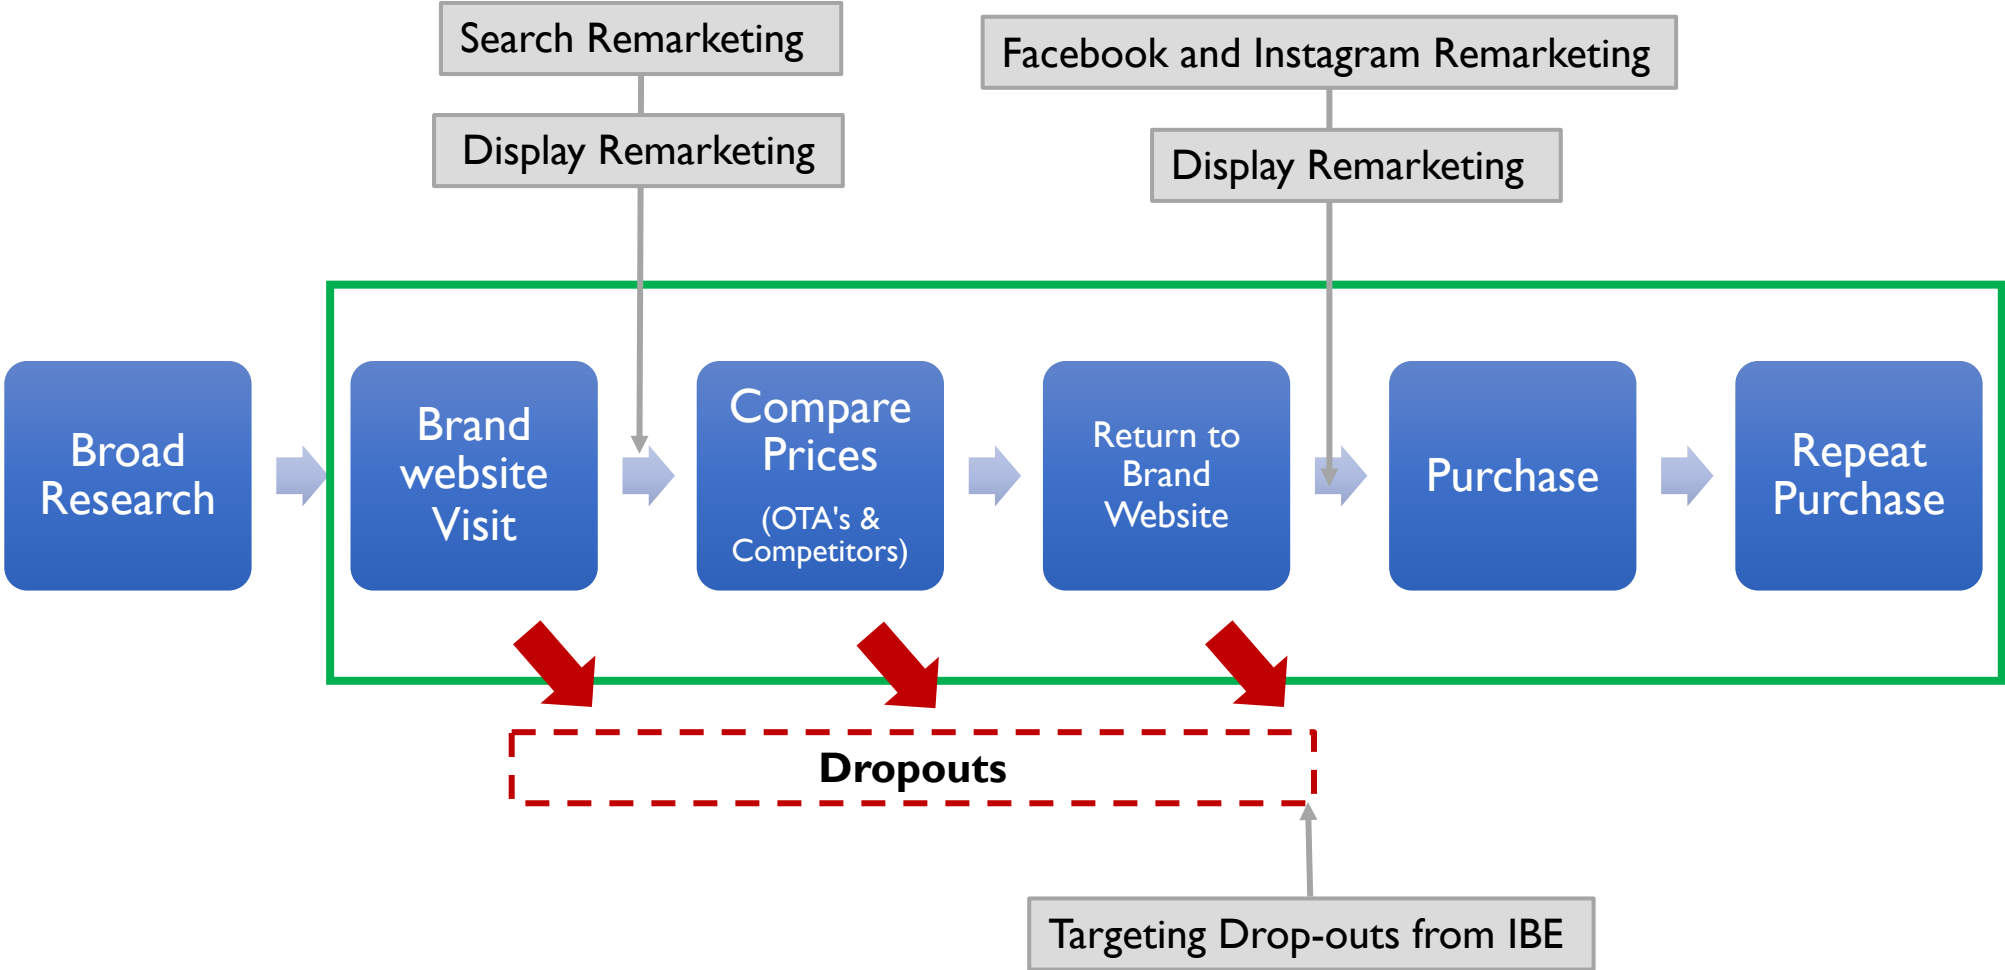 Search Remarketing
Facebook and Instagram Remarketing
Display Remarketing
Display Remarketing
Broad
Research
Brand
website
Visit
Compare
Prices
(OTA's &
Competitors)
Return to
Brand
Website
Purchase
Repeat
Purchase
Dropouts
Targeting Drop-outs from IBE